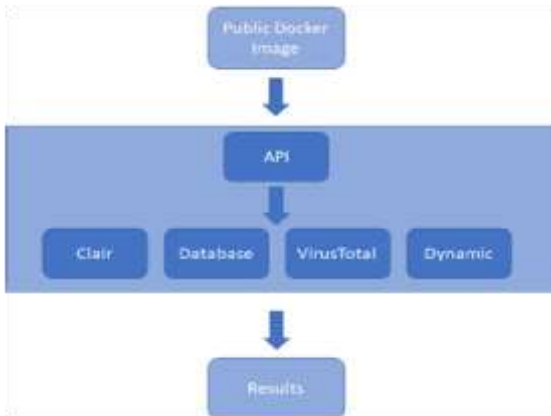 Public Docker
Image
API
Clair
Database
VirusTotal
Dynamic
Results